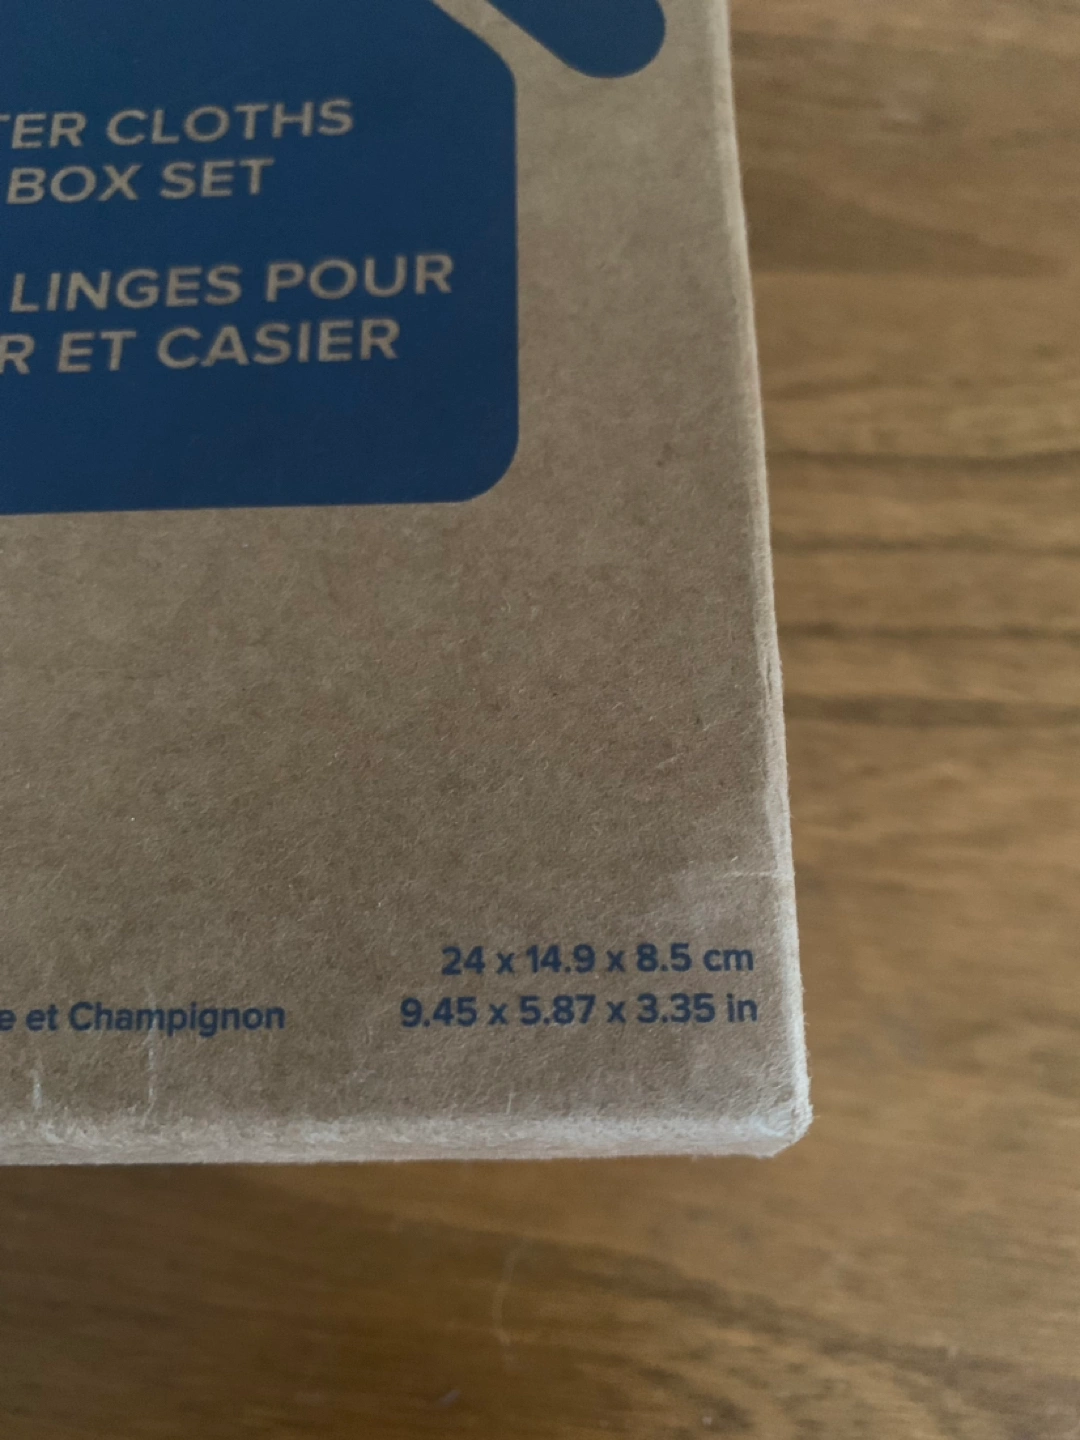 CLOTHS
BOX SET
LINGES POUR
ET CASIER
24 x 14.9 x 8.5 cm
et Champignon 9.45 x 5.87 x 3.35 in